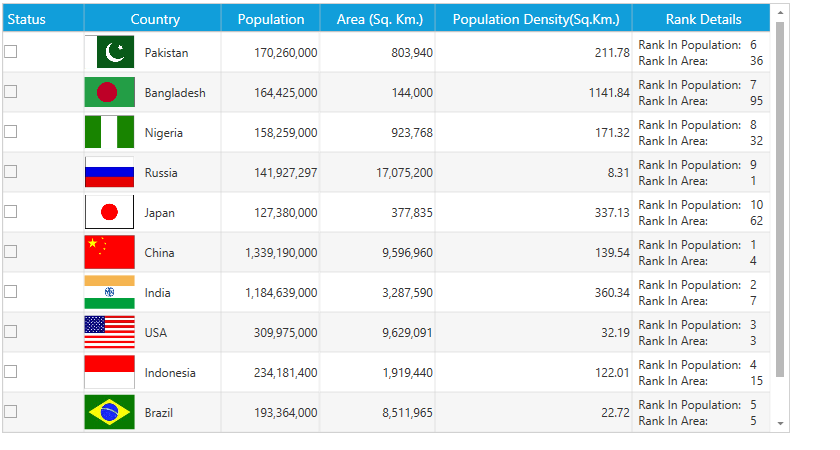 Status Country Population Area (Sq. Km.) Population Density(Sq.Km.) Rank Details
Pakistan 170,260,000 803,940 211.78 Rank In Population: 6
Rank In Area: 36
Bangladesh 164,425,000 144,000 1141.84 Rank In Population: 7
Rank In Area: 95
Nigeria 158,259,000 923,768 171.32 Rank In Population: 8
Rank In Area: 32
Russia 141,927,297 17,075,200 8.31 Rank In Population: 9
Rank In Area: 1
Japan 127,380,000 377,835 337.13 Rank In Population: 10
Rank In Area: 62
China 1,339,190,000 9,596,960 139.54 Rank In Population: 1
Rank In Area: 4
India 1,184,639,000 3,287,590 360.34 Rank In Population: 2
Rank In Area: 7
USA 309,975,000 9,629,091 32.19 Rank In Population: 3
Rank In Area: 3
Indonesia 234,181,400 1,919,440 122.01 Rank In Population: 4
Rank In Area: 15
Brazil 193,364,000 8,511,965 22.72 Rank In Population: 5
Rank In Area: 5